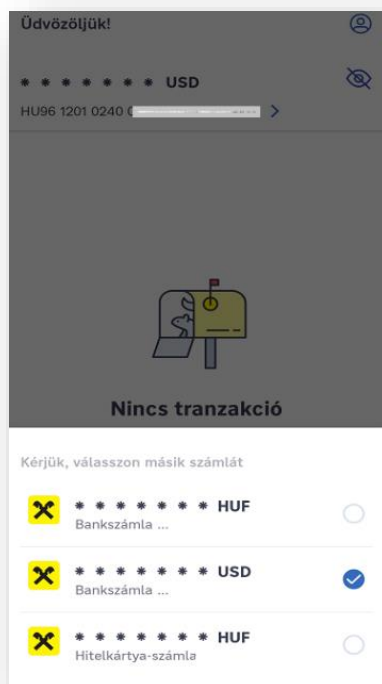 Üdvözöljük!
* * * * * * * USD
HU96 1201 0240
Nincs tranzakció
Kérjük, válasszon másik számlát
* * * * * * * HUF
Bankszámla ...
* * * * * * * USD
Bankszámla ...
* * * * * * * HUF
Hitelkártya-számla